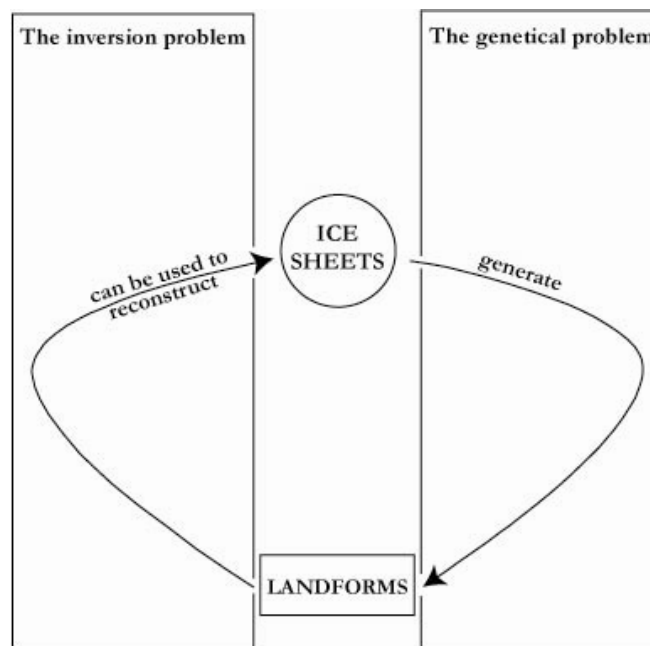 The inversion problem
The genetical problem
ICE
SHEETS
can be used to
reconstruct
generate
LANDFORMS